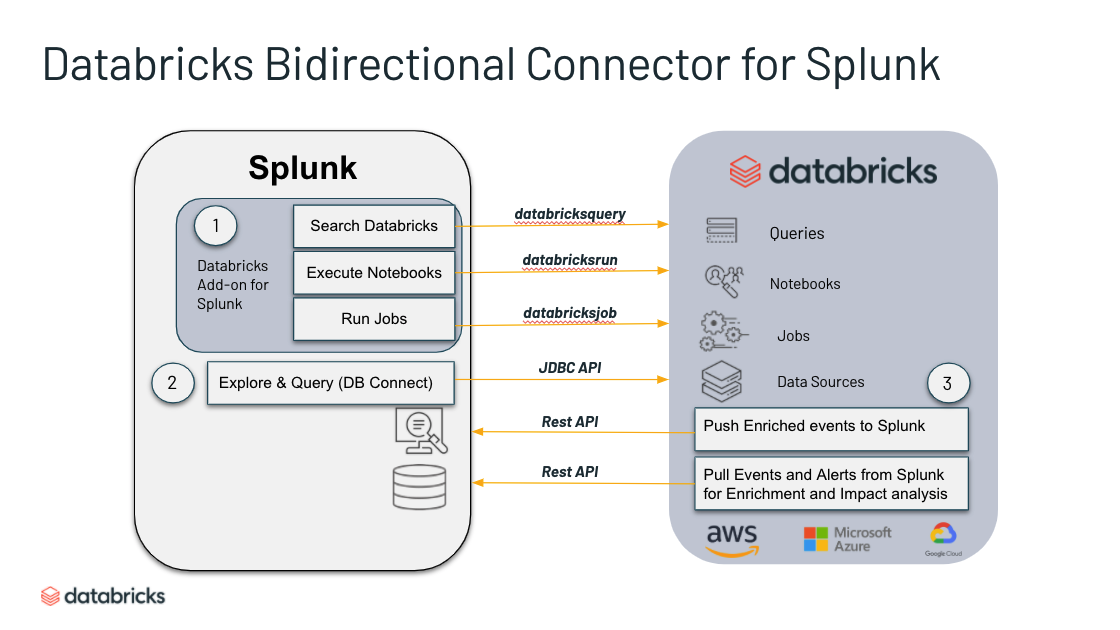 Databricks Bidirectional Connector for Splunk
Splunk
1
Databricks
Add-on for
Splunk
Search Databricks
Execute Notebooks
Run Jobs
2
Explore & Query (DB Connect)
databricksquery
databricksrun
databricksjob
JDBC API
Rest API
Rest API
databricks
Queries
Notebooks
Jobs
Data Sources
3
Push Enriched events to Splunk
Pull Events and Alerts from Splunk
for Enrichment and Impact analysis
aws
Microsoft
Azure
Google Cloud
databricks